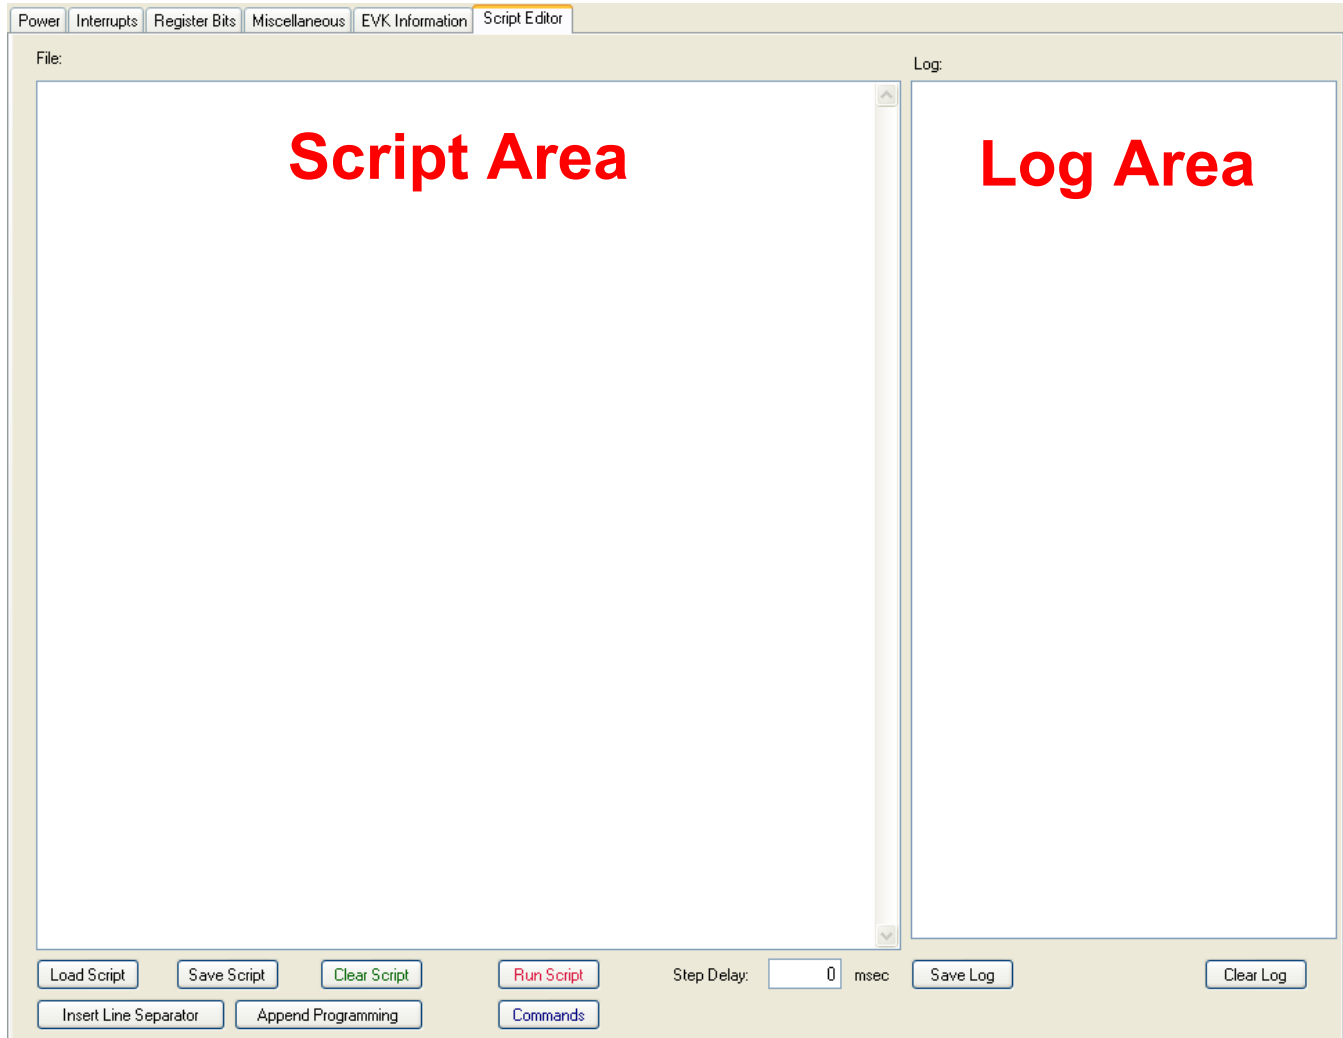 Power Interrupts Register Bits Miscellaneous EVK Information Script Editor
File:
Log:
Script Area
Log Area
Load Script Save Script Clear Script Run Script Step Delay: 0 msec Save Log Clear Log
Insert Line Separator Append Programming Commands